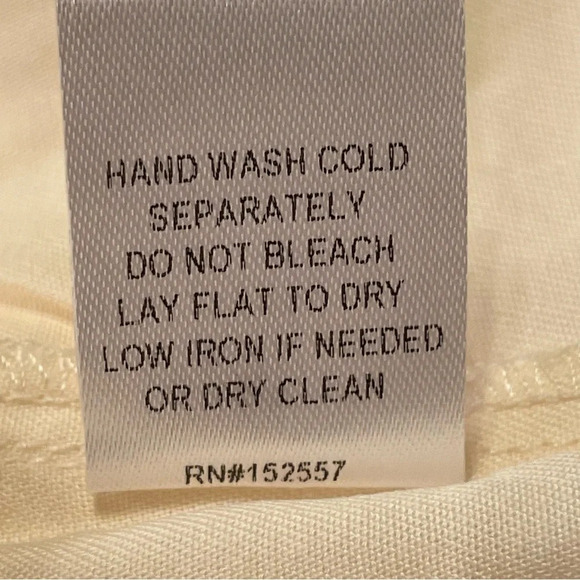 HAND WASH COLD
SEPARATELY
DO NOT BLEACH
LAY FLAT TO DRY
LOW IRON IF NEEDED
OR DRY CLEAN
RN#152557